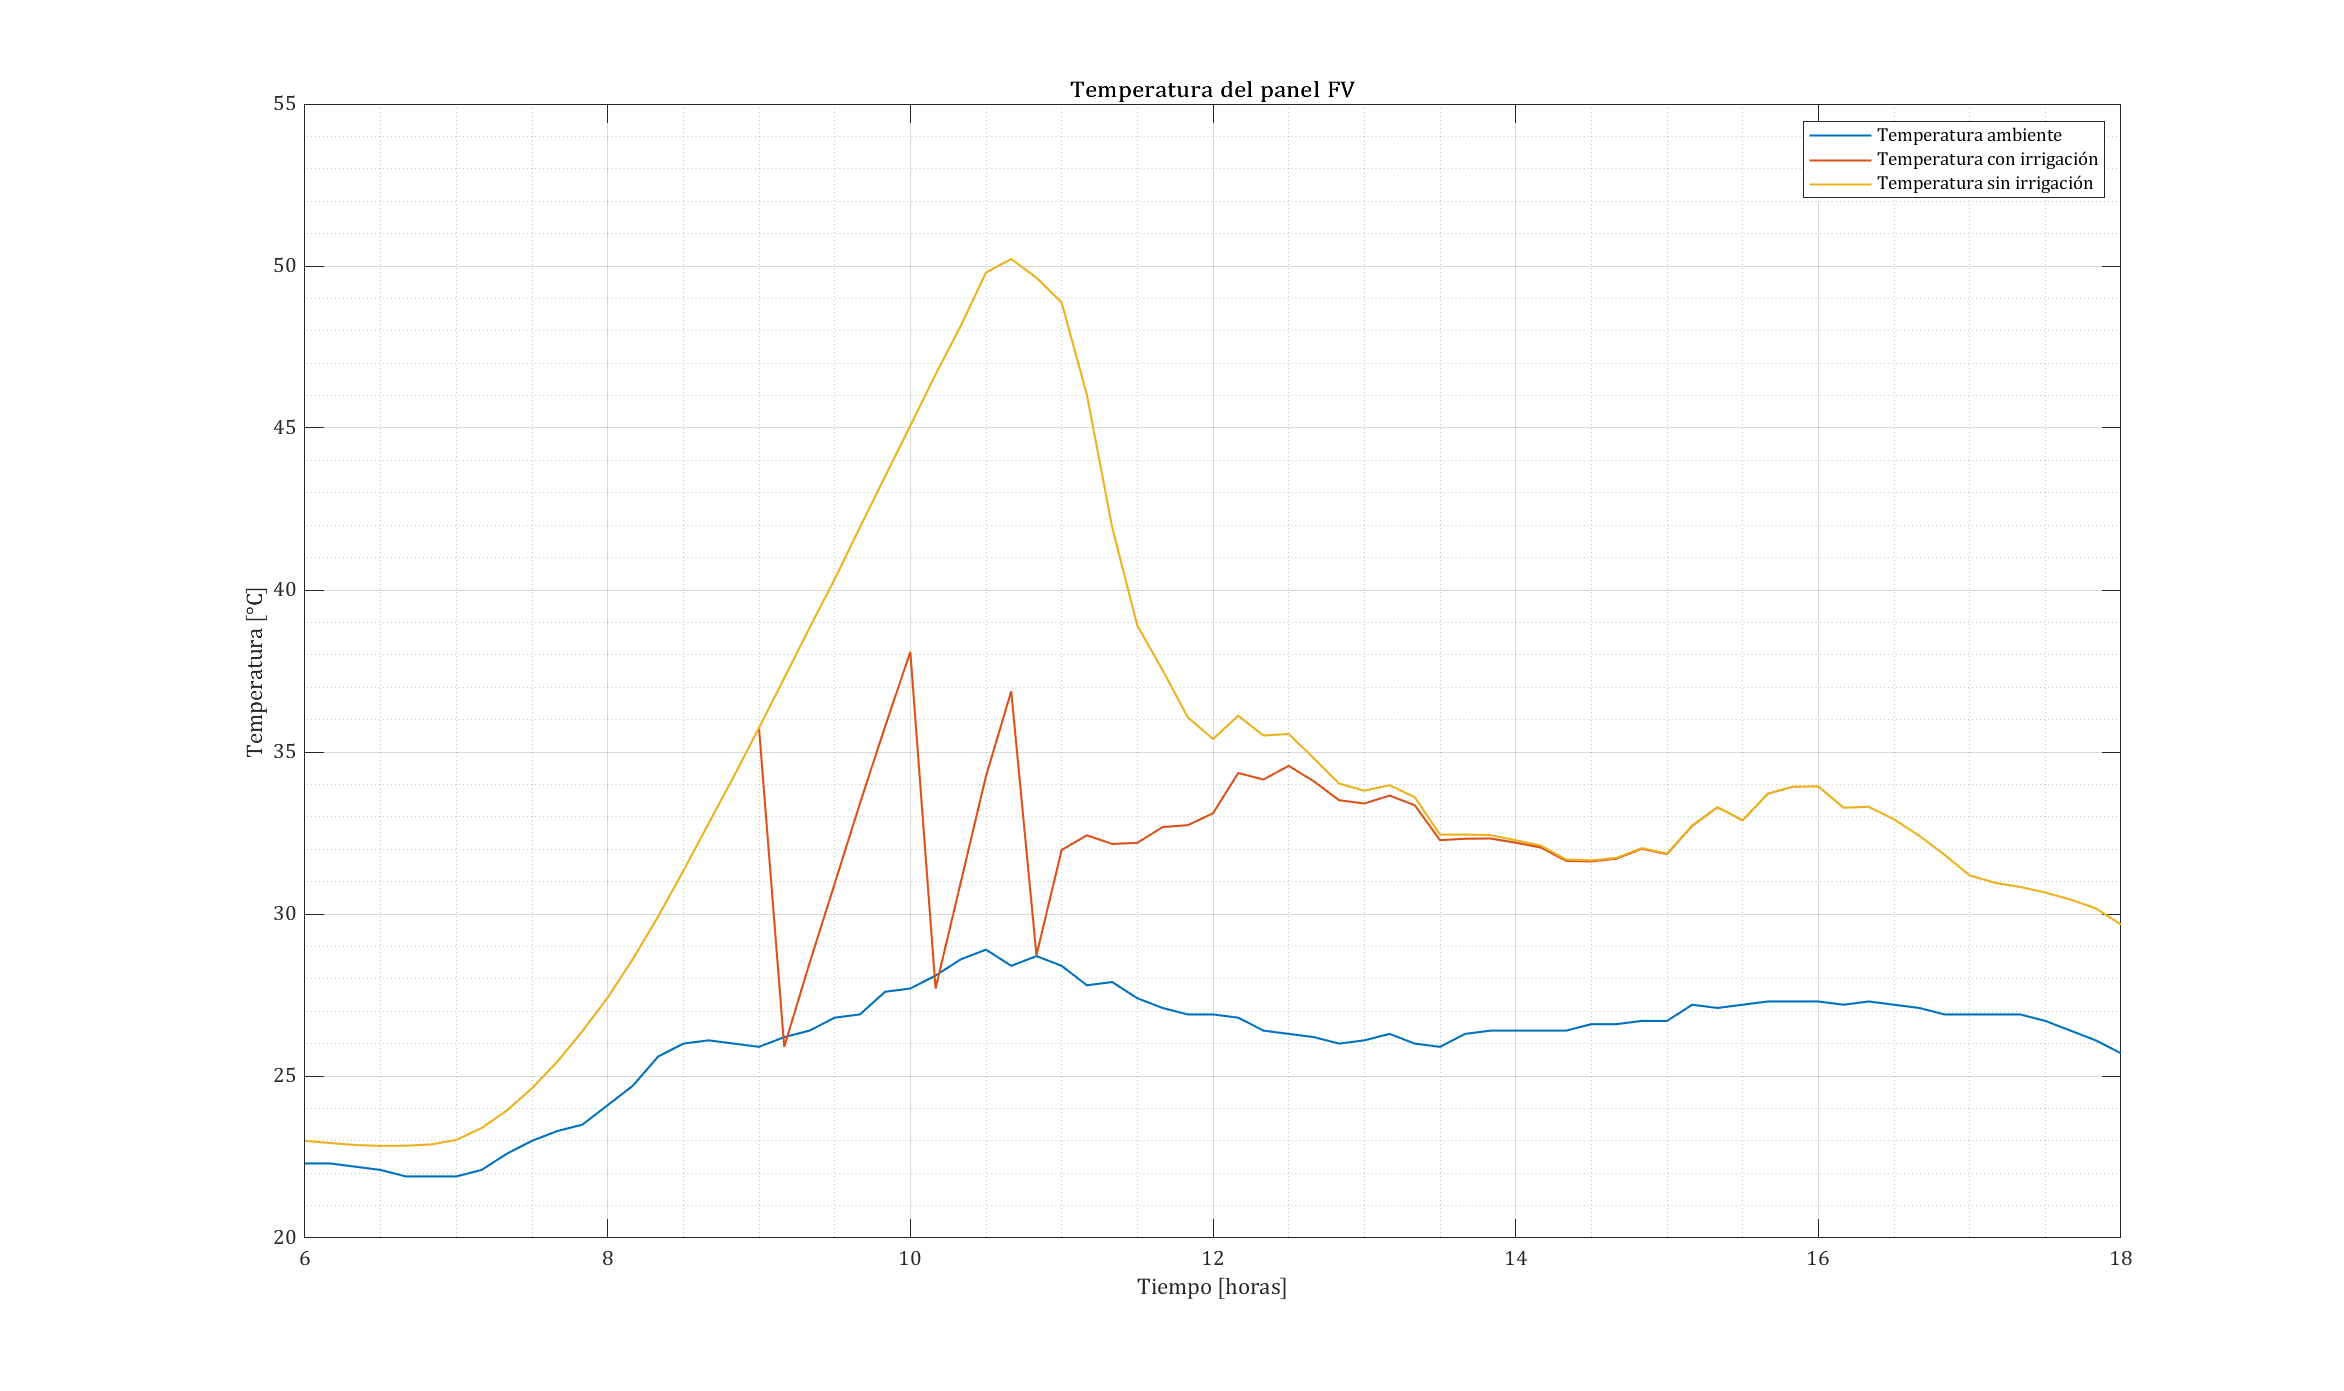 Temperatura del panel FV
Temperatura ambiente
Temperatura con irrigación
Temperatura sin irrigación
55
50
45
40
35
30
25
20
Temperatura [°C]
6 8 10 12 14 16 18
Tiempo [horas]